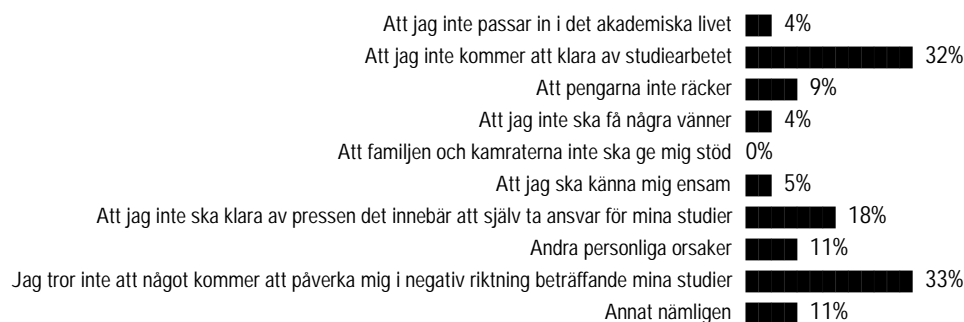 Att jag inte passar in i det akademiska livet 4%
Att jag inte kommer att klara av studiearbetet 32%
Att pengarna inte räcker 9%
Att jag inte ska få några vänner 4%
Att familjen och kamraterna inte ska ge mig stöd 0%
Att jag ska känna mig ensam 5%
Att jag inte ska klara av pressen det innebär att själv ta ansvar för mina studier 18%
Andra personliga orsaker 11%
Jag tror inte att något kommer att påverka mig i negativ riktning beträffande mina studier 33%
Annat nämligen 11%